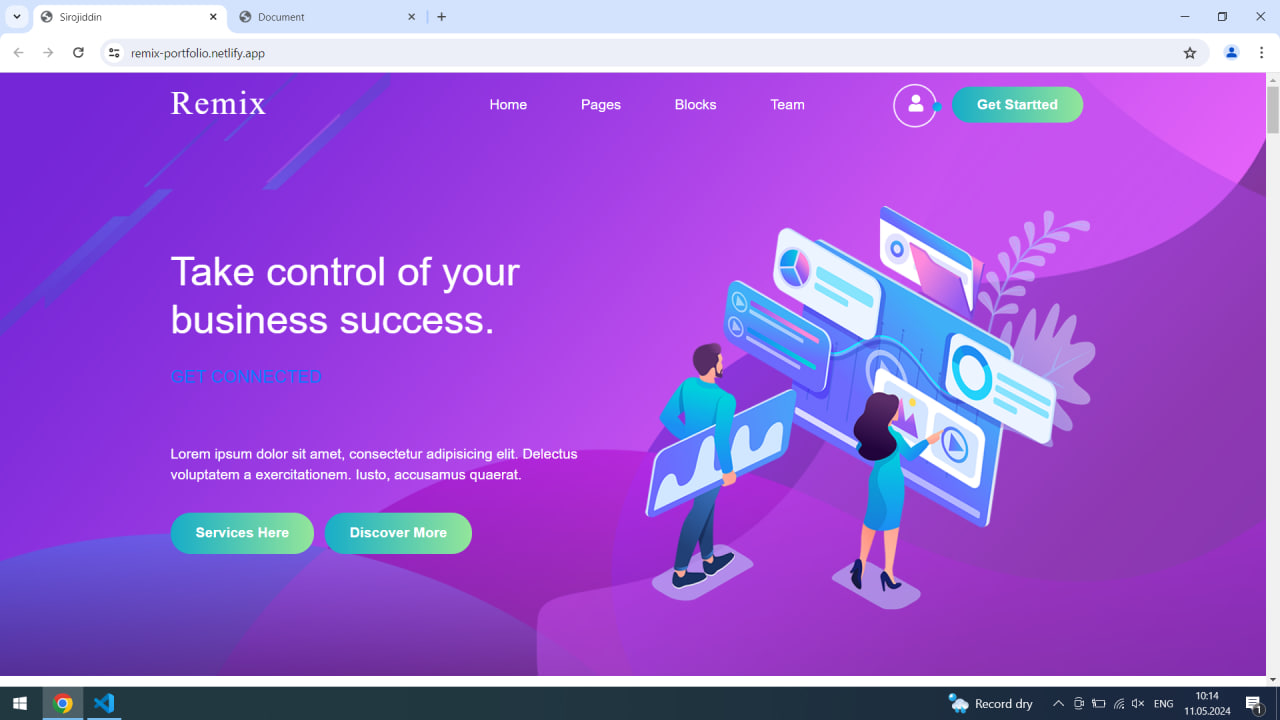 Sirojiddin
Document
remix-portfolio.netlify.app
Remix
Home
Pages
Blocks
Team
Get Startted
Take control of your
business success.
GET CONNECTED
Lorem ipsum dolor sit amet, consectetur adipisicing elit. Delectus
voluptatem a exercitationem. Iusto, accusamus quaerat.
Services Here
Discover More
Record dry
ENG
10:14
11.05.2024
1